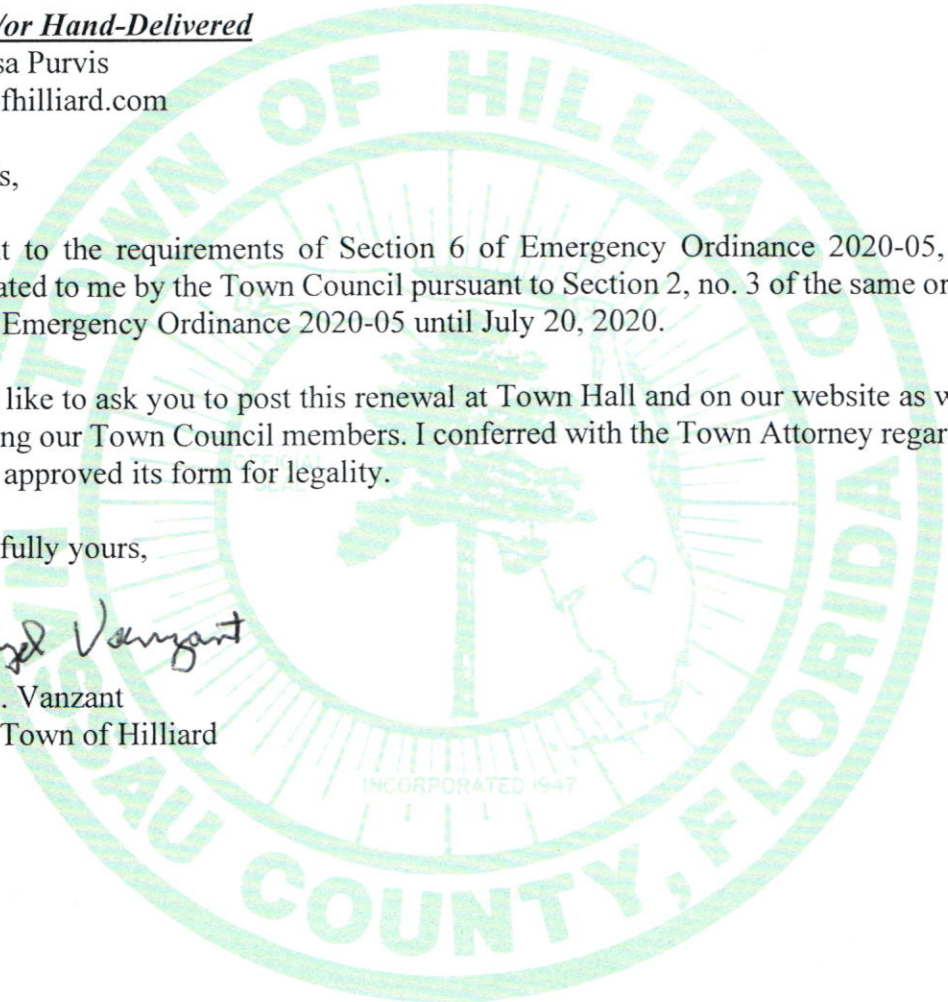 /or Hand-Delivered
sa Purvis
fhilliard.com
s,
t to the requirements of Section 6 of Emergency Ordinance 2020-05,
ated to me by the Town Council pursuant to Section 2, no. 3 of the same or
Emergency Ordinance 2020-05 until July 20, 2020.
like to ask you to post this renewal at Town Hall and on our website as w
ing our Town Council members. I conferred with the Town Attorney regar
approved its form for legality.
fully yours,
Vanzant
. Vanzant
Town of Hilliard
TOWN OF HILLIARD
OFFICIAL
SEAL
INCORPORATED 1947
SSAU COUNTY, FLORIDA